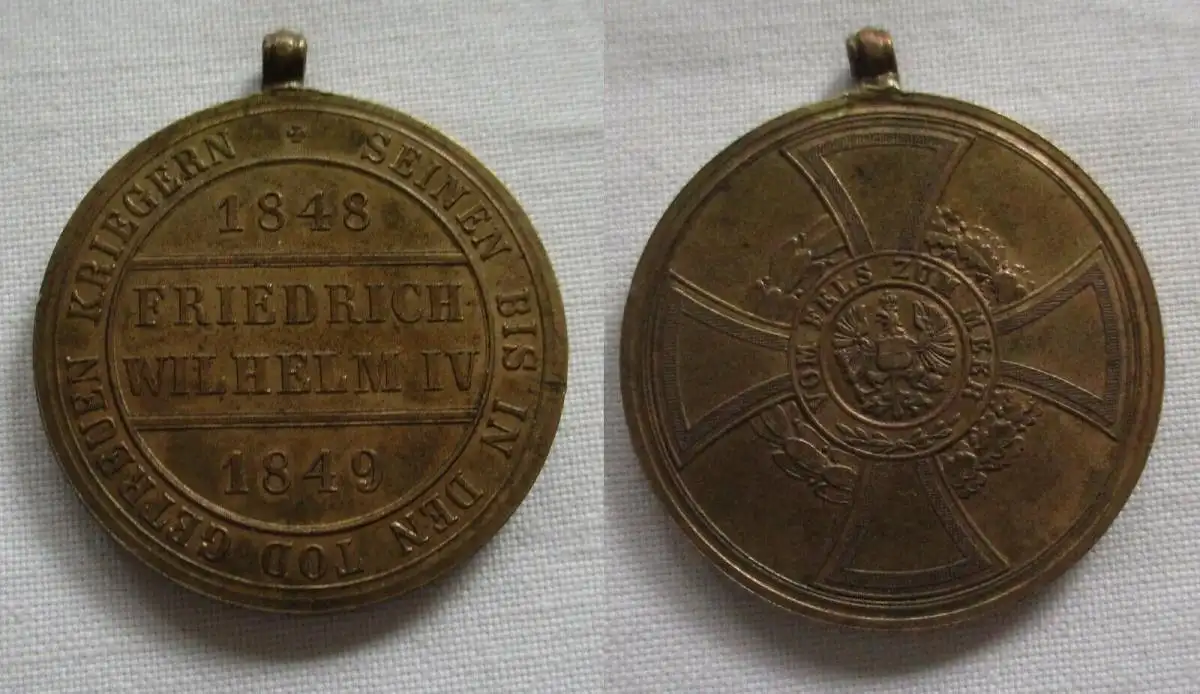 SEINEN BIS IN DEN TOD GETREUEN KRIEGERN
1848
FRIEDRICH
WILHELM IV
1849
VOM FELS ZUM MEER